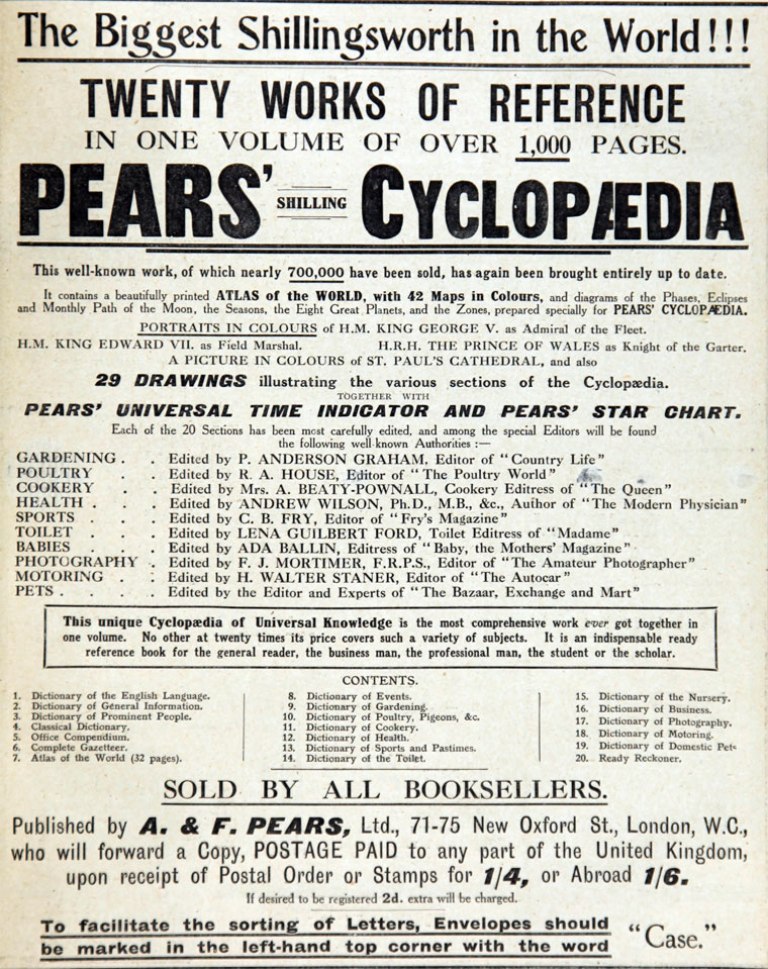 The Biggest Shillingsworth in the World!!!
TWENTY WORKS OF REFERENCE
IN ONE VOLUME OF OVER 1,000 PAGES.
PEARS' SHILLING CYCLOPÆDIA
This well-known work, of which nearly 700,000 have been sold, has again been brought entirely up to date.
It contains a beautifully printed ATLAS of the WORLD, with 42 Maps in Colours, and diagrams of the Phases, Eclipses
and Monthly Path of the Moon, the Seasons, the Eight Great Planets, and the Zones, prepared specially for PEARS' CYCLOPÆDIA.
PORTRAITS IN COLOURS of H.M. KING GEORGE V. as Admiral of the Fleet.
H.M. KING EDWARD VII. as Field Marshal. H.R.H. THE PRINCE OF WALES as Knight of the Garter.
A PICTURE IN COLOURS of ST. PAUL'S CATHEDRAL, and also
29 DRAWINGS illustrating the various sections of the Cyclopædia.
TOGETHER WITH
PEARS' UNIVERSAL TIME INDICATOR AND PEARS' STAR CHART.
Each of the 20 Sections has been most carefully edited, and among the special Editors will be found
the following well-known Authorities :—
GARDENING . . Edited by P. ANDERSON GRAHAM, Editor of "Country Life"
POULTRY . . Edited by R. A. HOUSE, Editor of "The Poultry World"
COOKERY . . Edited by Mrs. A. BEATY-POWNALL, Cookery Editress of "The Queen"
HEALTH . . . Edited by ANDREW WILSON, Ph.D., M.B., &c., Author of "The Modern Physician"
SPORTS . . . Edited by C. B. FRY, Editor of "Fry's Magazine"
TOILET . . . Edited by LENA GUILBERT FORD, Toilet Editress of "Madame"
BABIES . . . Edited by ADA BALLIN, Editress of "Baby, the Mothers' Magazine"
PHOTOGRAPHY . Edited by F. J. MORTIMER, F.R.P.S., Editor of "The Amateur Photographer"
MOTORING . . Edited by H. WALTER STANER, Editor of "The Autocar"
PETS . . . . Edited by the Editor and Experts of "The Bazaar, Exchange and Mart"
This unique Cyclopædia of Universal Knowledge is the most comprehensive work ever got together in
one volume. No other at twenty times its price covers such a variety of subjects. It is an indispensable ready
reference book for the general reader, the business man, the professional man, the student or the scholar.
CONTENTS.
1. Dictionary of the English Language.
2. Dictionary of General Information.
3. Dictionary of Prominent People.
4. Classical Dictionary.
5. Office Compendium.
6. Complete Gazetteer.
7. Atlas of the World (32 pages).
8. Dictionary of Events.
9. Dictionary of Gardening.
10. Dictionary of Poultry, Pigeons, &c.
11. Dictionary of Cookery.
12. Dictionary of Health.
13. Dictionary of Sports and Pastimes.
14. Dictionary of the Toilet.
15. Dictionary of the Nursery.
16. Dictionary of Business.
17. Dictionary of Photography.
18. Dictionary of Motoring.
19. Dictionary of Domestic Pets
20. Ready Reckoner.
SOLD BY ALL BOOKSELLERS.
Published by A. & F. PEARS, Ltd., 71-75 New Oxford St., London, W.C.,
who will forward a Copy, POSTAGE PAID to any part of the United Kingdom,
upon receipt of Postal Order or Stamps for 1/4, or Abroad 1/6.
If desired to be registered 2d. extra will be charged.
To facilitate the sorting of Letters, Envelopes should
be marked in the left-hand top corner with the word "Case."